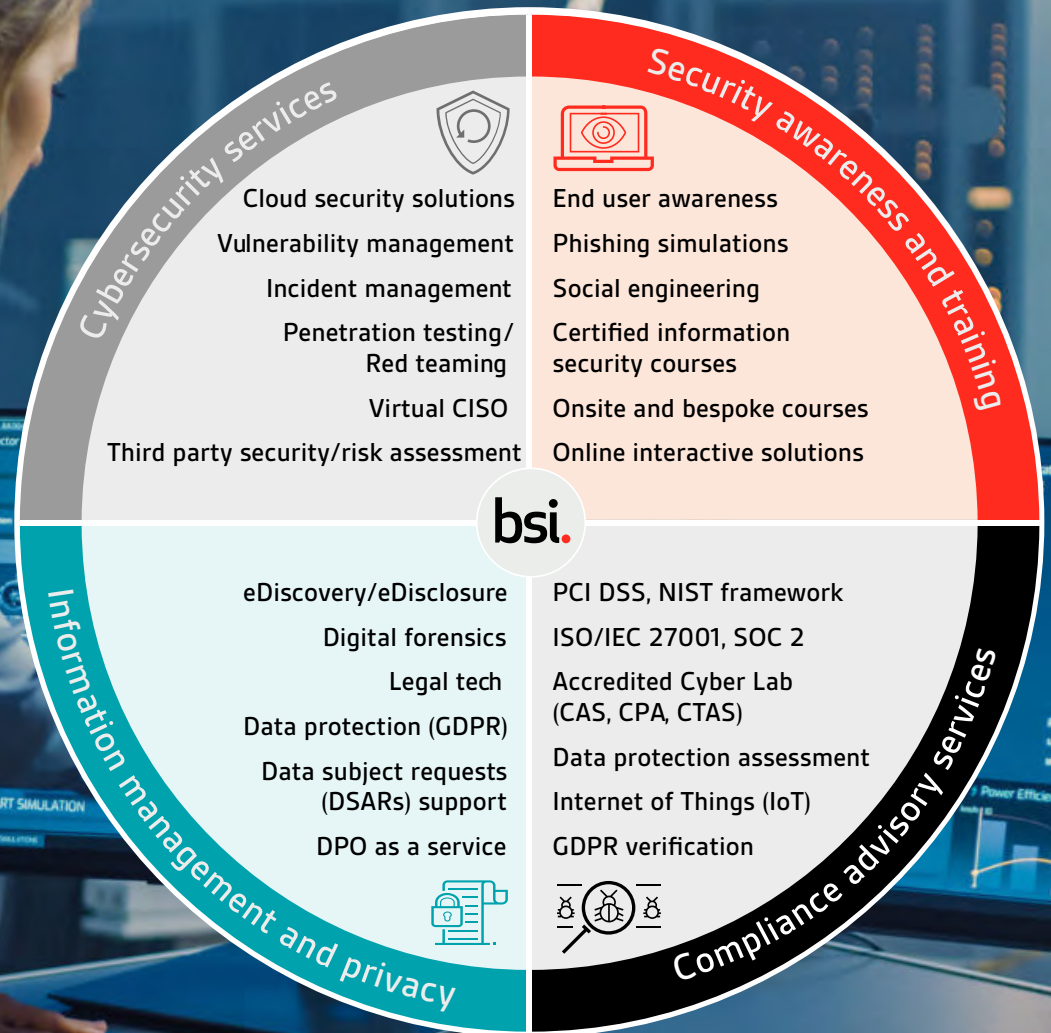 Cybersecurity services
Cloud security solutions
Vulnerability management
Incident management
Penetration testing/
Red teaming
Virtual CISO
Third party security/risk assessment
Security awareness and training
End user awareness
Phishing simulations
Social engineering
Certified information
security courses
Onsite and bespoke courses
Online interactive solutions
bsi.
Information management and privacy
eDiscovery/eDisclosure
Digital forensics
Legal tech
Data protection (GDPR)
Data subject requests
(DSARs) support
DPO as a service
Compliance advisory services
PCI DSS, NIST framework
ISO/IEC 27001, SOC 2
Accredited Cyber Lab
(CAS, CPA, CTAS)
Data protection assessment
Internet of Things (IoT)
GDPR verification
RT SIMULATION
Power Efficie